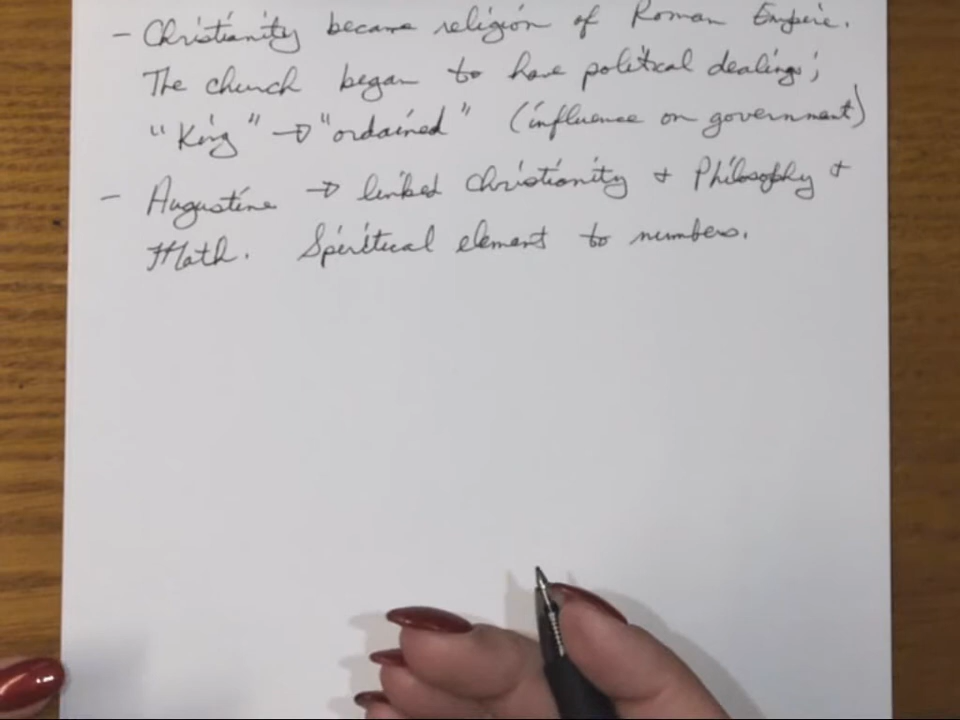 - Christianity became religion of Roman Empire.
The church began to have political dealings;
"King" → "ordained" (influence on government)
- Augustine → linked Christianity + Philosophy +
Math. Spiritual element to numbers.